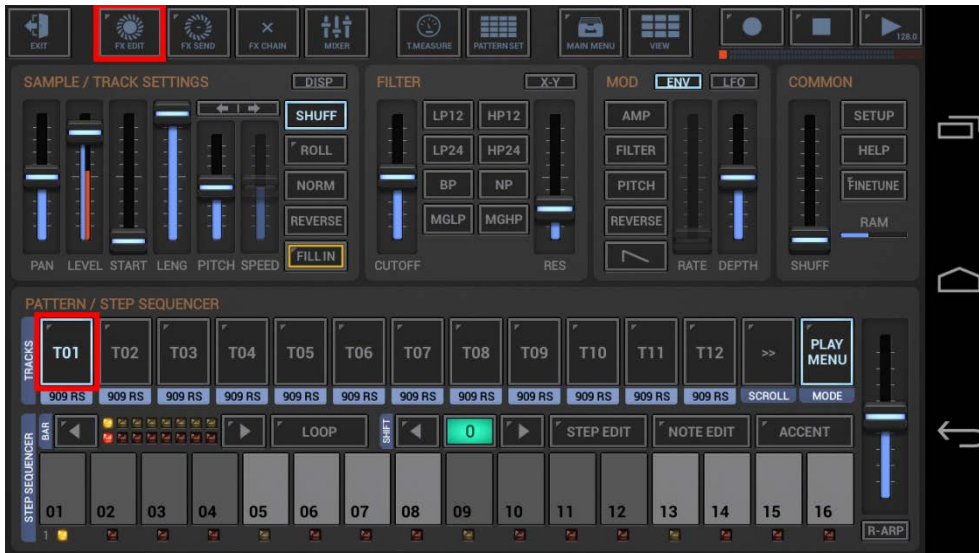 EXIT FX EDIT FX SEND FX CHAIN MIXER T.MEASURE PATTERN SET MAIN MENU VIEW 128.0
SAMPLE / TRACK SETTINGS DISP
SHUFF
ROLL
NORM
REVERSE
FILL IN
PAN LEVEL START LENG PITCH SPEED
FILTER X-Y
LP12 HP12
LP24 HP24
BP NP
MGLP MGHP
CUTOFF RES
MOD ENV LFO
AMP
FILTER
PITCH
REVERSE
RATE DEPTH
COMMON
SETUP
HELP
FINETUNE
RAM
SHUFF
PATTERN / STEP SEQUENCER
TRACKS
T01 T02 T03 T04 T05 T06 T07 T08 T09 T10 T11 T12 >> PLAY MENU
909 RS 909 RS 909 RS 909 RS 909 RS 909 RS 909 RS 909 RS 909 RS 909 RS 909 RS 909 RS SCROLL MODE
STEP SEQUENCER
BAR LOOP SHIFT 0 STEP EDIT NOTE EDIT ACCENT
01 02 03 04 05 06 07 08 09 10 11 12 13 14 15 16
1 R-ARP